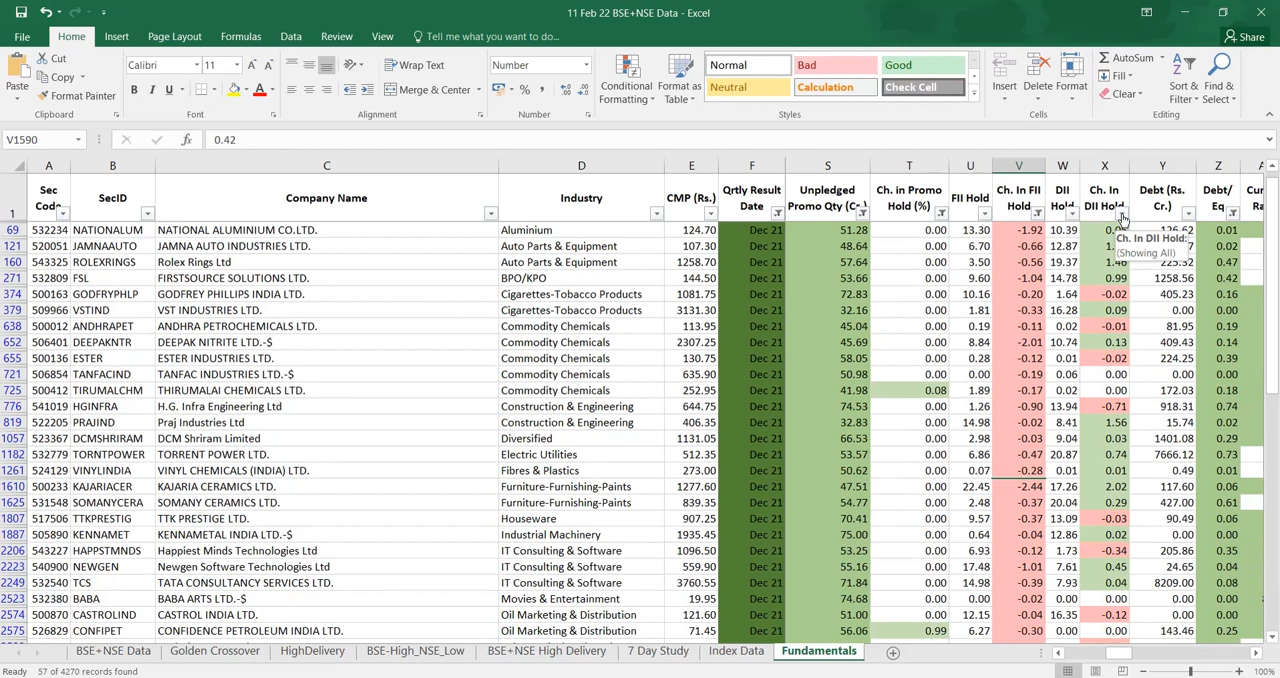 11 Feb 22 BSE+NSE Data - Excel
File Home Insert Page Layout Formulas Data Review View Tell me what you want to do... Share
Paste Cut Copy Format Painter Calibri 11 Wrap Text Merge & Center Number Conditional Formatting Format as Table Normal Bad Good Neutral Calculation Check Cell Insert Delete Format AutoSum Fill Clear Sort & Filter Find & Select
Clipboard Font Alignment Number Styles Cells Editing
V1590 fx 0.42
A B C D E F S T U V W X Y Z
1 Sec Code SecID Company Name Industry CMP (Rs.) Qrtly Result Date Unpledged Promo Qty (Cr.) Ch. in Promo Hold (%) FII Hold Ch. In FII Hold DII Hold Ch. In DII Hold Debt (Rs. Cr.) Debt/ Eq
Ch. In DII Hold:
(Showing All)
69 532234 NATIONALUM NATIONAL ALUMINIUM CO.LTD. Aluminium 124.70 Dec 21 51.28 0.00 13.30 -1.92 10.39 126.62 0.01
121 520051 JAMNAAUTO JAMNA AUTO INDUSTRIES LTD. Auto Parts & Equipment 107.30 Dec 21 48.64 0.00 6.70 -0.66 12.87 0.02
160 543325 ROLEXRINGS Rolex Rings Ltd Auto Parts & Equipment 1258.70 Dec 21 57.64 0.00 3.50 -0.56 19.37 1.46 225.32 0.47
271 532809 FSL FIRSTSOURCE SOLUTIONS LTD. BPO/KPO 144.50 Dec 21 53.66 0.00 9.60 -1.04 14.78 0.99 1258.56 0.42
374 500163 GODFRYPHLP GODFREY PHILLIPS INDIA LTD. Cigarettes-Tobacco Products 1081.75 Dec 21 72.83 0.00 10.16 -0.20 1.64 -0.02 405.23 0.16
379 509966 VSTIND VST INDUSTRIES LTD. Cigarettes-Tobacco Products 3131.30 Dec 21 32.16 0.00 1.81 -0.33 16.28 0.09 0.00 0.00
638 500012 ANDHRAPET ANDHRA PETROCHEMICALS LTD. Commodity Chemicals 113.95 Dec 21 45.04 0.00 0.19 -0.11 0.02 -0.01 81.95 0.19
652 506401 DEEPAKNTR DEEPAK NITRITE LTD.-$ Commodity Chemicals 2307.25 Dec 21 45.69 0.00 8.84 -2.01 10.74 0.13 409.43 0.14
655 500136 ESTER ESTER INDUSTRIES LTD. Commodity Chemicals 130.75 Dec 21 58.05 0.00 0.28 -0.12 0.01 -0.02 224.25 0.39
721 506854 TANFACIND TANFAC INDUSTRIES LTD.-$ Commodity Chemicals 635.90 Dec 21 50.98 0.00 0.00 -0.19 0.06 0.00 0.00 0.00
725 500412 TIRUMALCHM THIRUMALAI CHEMICALS LTD. Commodity Chemicals 252.95 Dec 21 41.98 0.08 1.89 -0.17 0.02 0.00 172.03 0.18
776 541019 HGINFRA H.G. Infra Engineering Ltd Construction & Engineering 644.75 Dec 21 74.53 0.00 1.26 -0.90 13.94 -0.71 918.31 0.74
819 522205 PRAJIND Praj Industries Ltd Construction & Engineering 406.35 Dec 21 32.83 0.00 14.98 -0.02 8.41 1.56 15.74 0.02
1057 523367 DCMSHRIRAM DCM Shriram Limited Diversified 1131.05 Dec 21 66.53 0.00 2.98 -0.03 9.04 0.03 1401.08 0.29
1182 532779 TORNTPOWER TORRENT POWER LTD. Electric Utilities 512.35 Dec 21 53.57 0.00 6.86 -0.47 20.87 0.74 7666.12 0.73
1261 524129 VINYLINDIA VINYL CHEMICALS (INDIA) LTD. Fibres & Plastics 273.00 Dec 21 50.62 0.00 0.07 -0.28 0.01 0.01 0.49 0.01
1610 500233 KAJARIACER KAJARIA CERAMICS LTD. Furniture-Furnishing-Paints 1277.60 Dec 21 47.51 0.00 22.45 -2.44 17.26 2.02 117.60 0.06
1625 531548 SOMANYCERA SOMANY CERAMICS LTD. Furniture-Furnishing-Paints 839.35 Dec 21 54.77 0.00 2.48 -0.37 20.04 0.29 427.00 0.61
1807 517506 TTKPRESTIG TTK PRESTIGE LTD. Houseware 907.25 Dec 21 70.41 0.00 9.57 -0.37 13.09 -0.03 90.49 0.06
1887 505890 KENNAMET KENNAMETAL INDIA LTD.-$ Industrial Machinery 1935.45 Dec 21 75.00 0.00 0.64 -0.04 12.86 0.02 0.00 0.00
2206 543227 HAPPSTMNDS Happiest Minds Technologies Ltd IT Consulting & Software 1096.50 Dec 21 53.25 0.00 6.93 -0.12 1.73 -0.34 205.86 0.35
2223 540900 NEWGEN Newgen Software Technologies Ltd IT Consulting & Software 559.90 Dec 21 55.16 0.00 17.48 -1.01 7.61 0.45 24.65 0.04
2249 532540 TCS TATA CONSULTANCY SERVICES LTD. IT Consulting & Software 3760.55 Dec 21 71.84 0.00 14.98 -0.39 7.93 0.04 8209.00 0.08
2523 532380 BABA BABA ARTS LTD.-$ Movies & Entertainment 19.95 Dec 21 74.68 0.00 0.00 -0.04 0.00 0.00 0.00 0.00
2574 500870 CASTROLIND CASTROL INDIA LTD. Oil Marketing & Distribution 121.60 Dec 21 51.00 0.00 12.15 -0.04 16.35 -0.12 0.00 0.00
2575 526829 CONFIPET CONFIDENCE PETROLEUM INDIA LTD. Oil Marketing & Distribution 71.45 Dec 21 56.06 0.99 6.27 -0.30 0.00 0.00 143.46 0.25
BSE+NSE Data Golden Crossover HighDelivery BSE-High_NSE_Low BSE+NSE High Delivery 7 Day Study Index Data Fundamentals
Ready 57 of 4270 records found 100%